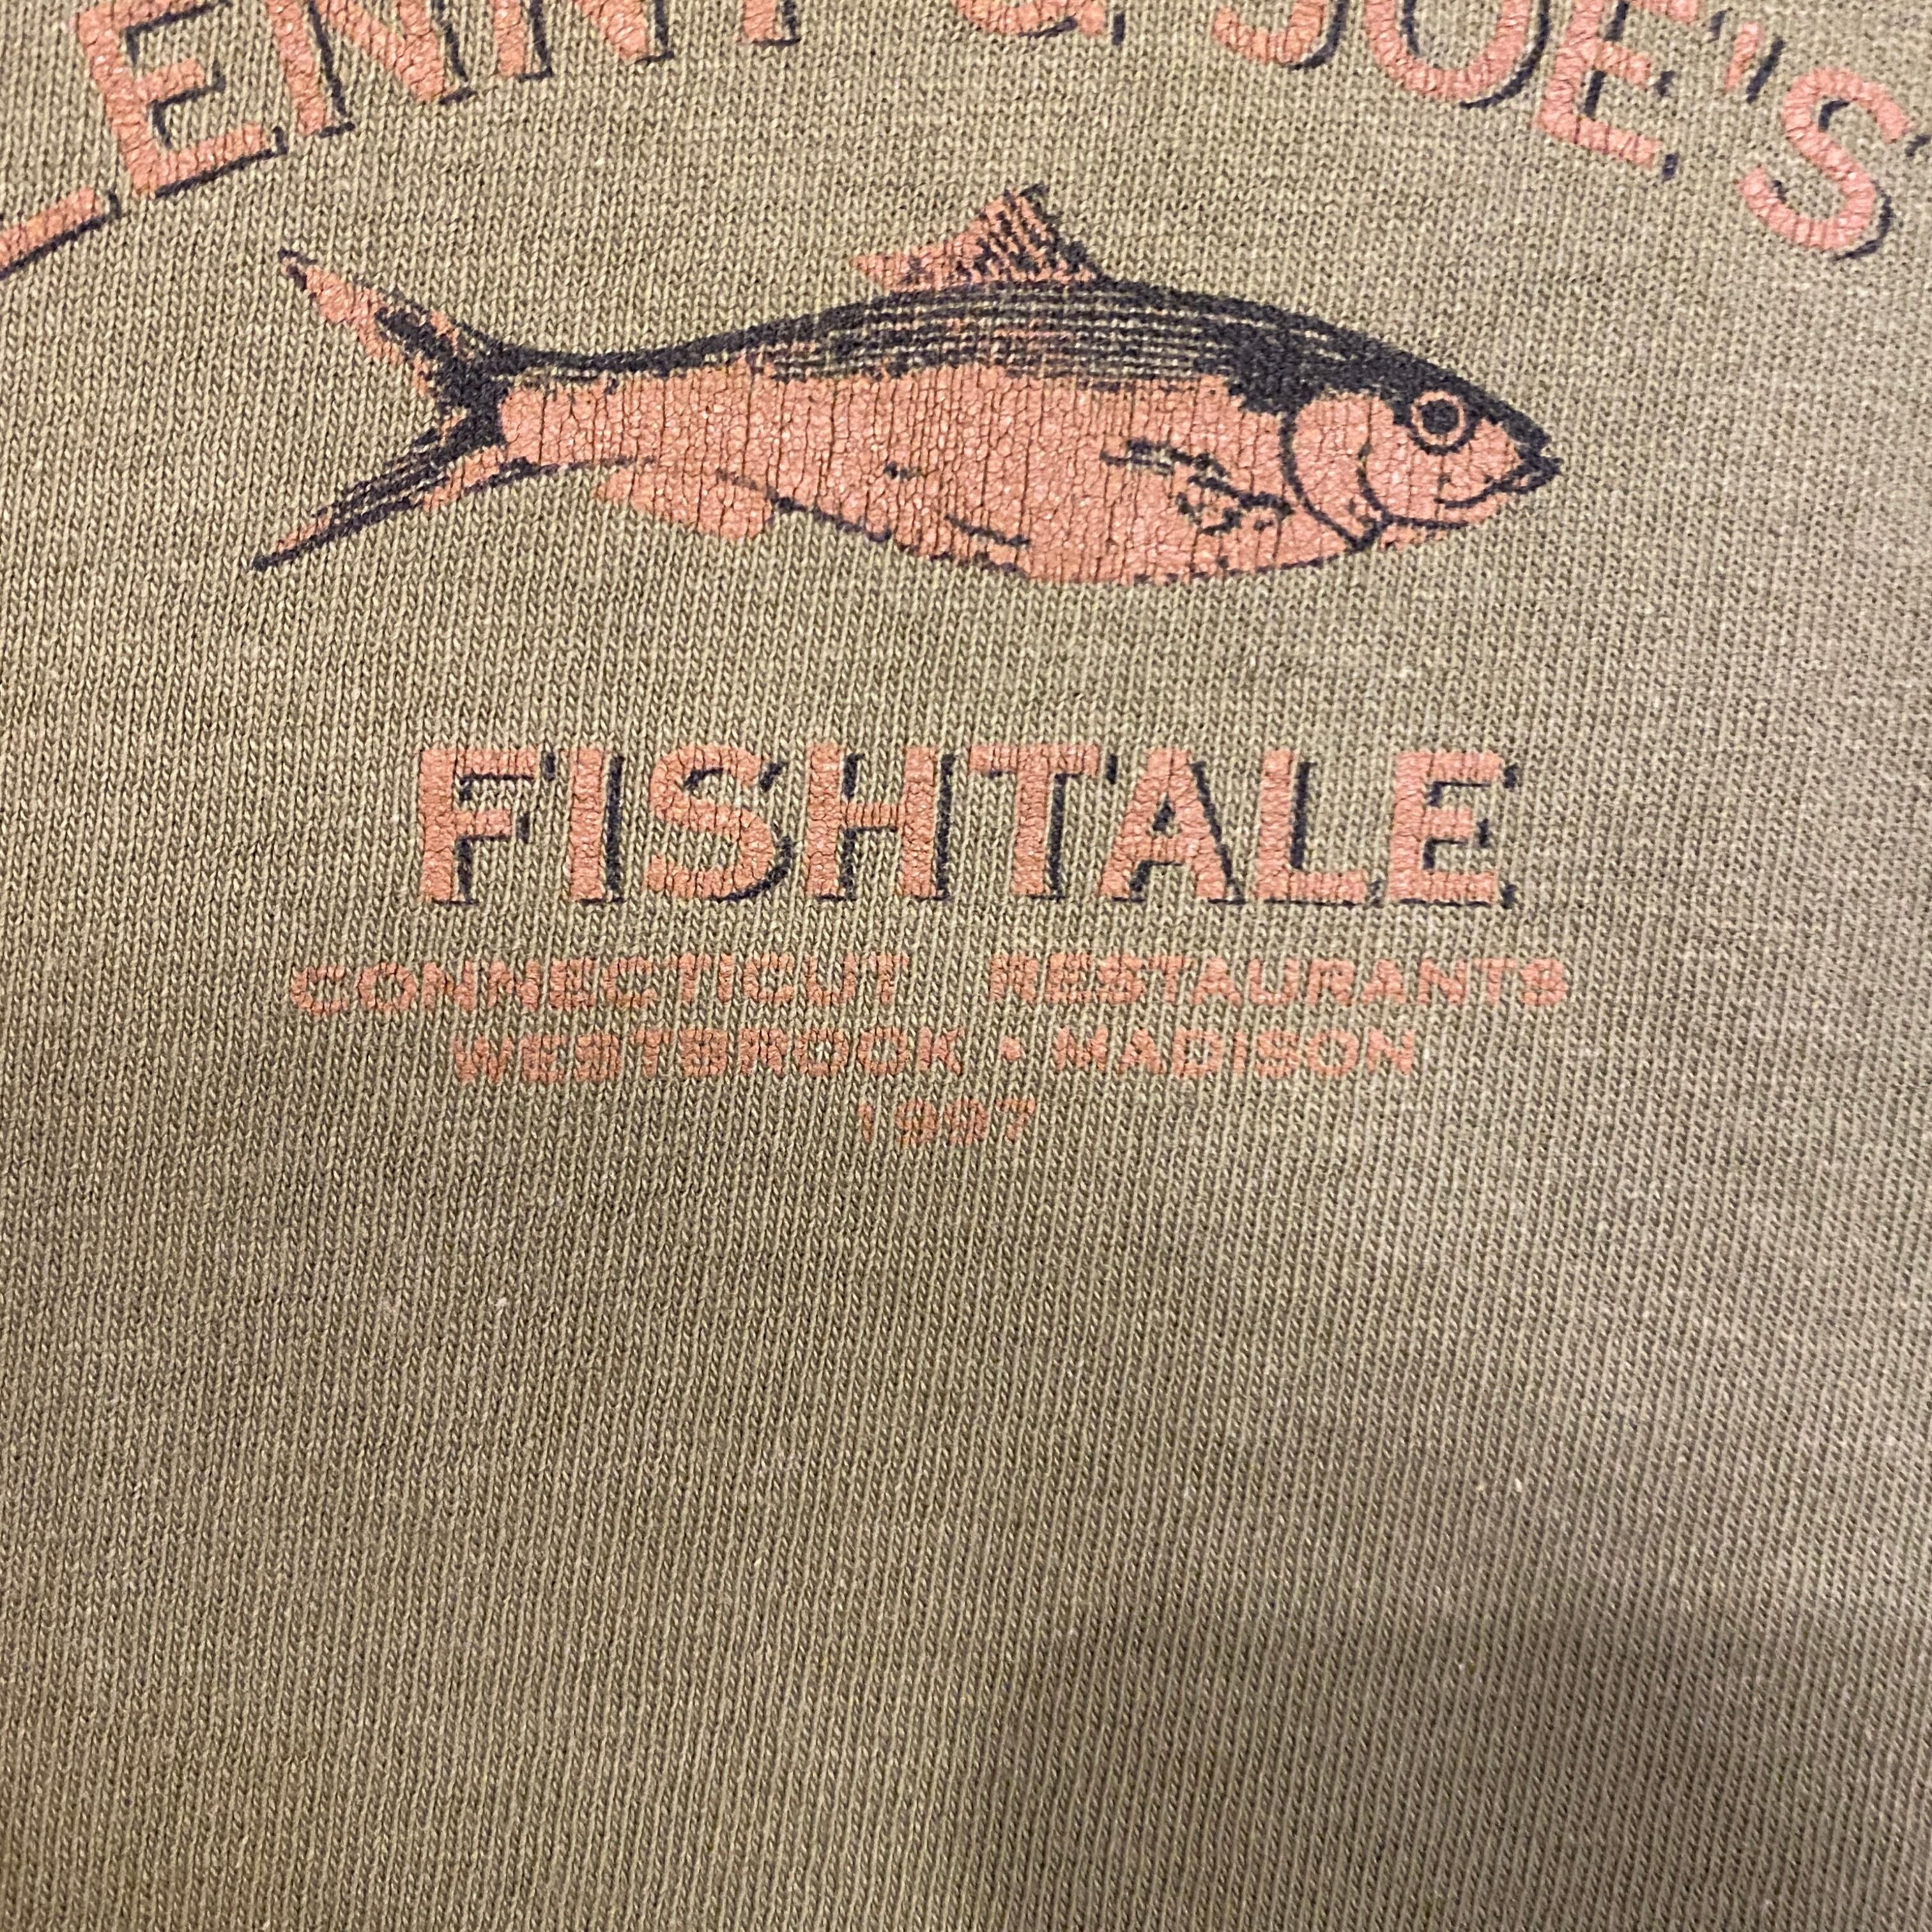 LENNY & JOE'S
FISHTALE
CONNECTICUT RESTAURANTS
WESTBROOK • MADISON
1997